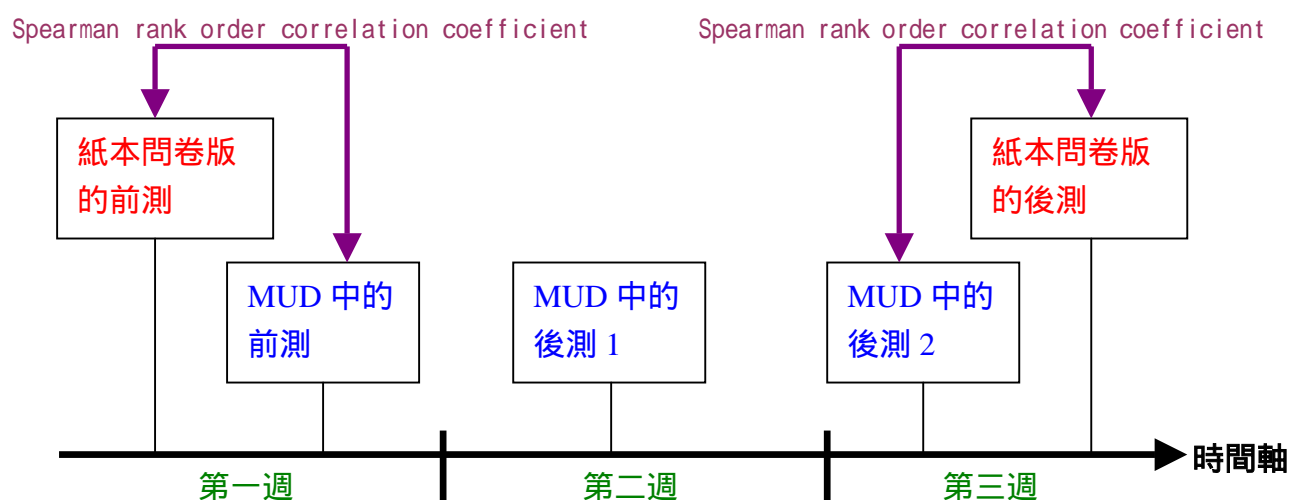 Spearman rank order correlation coefficient
Spearman rank order correlation coefficient
紙本問卷版
的前測
紙本問卷版
的後測
MUD 中的
前測
MUD 中的
後測 1
MUD 中的
後測 2
時間軸
第一週
第二週
第三週